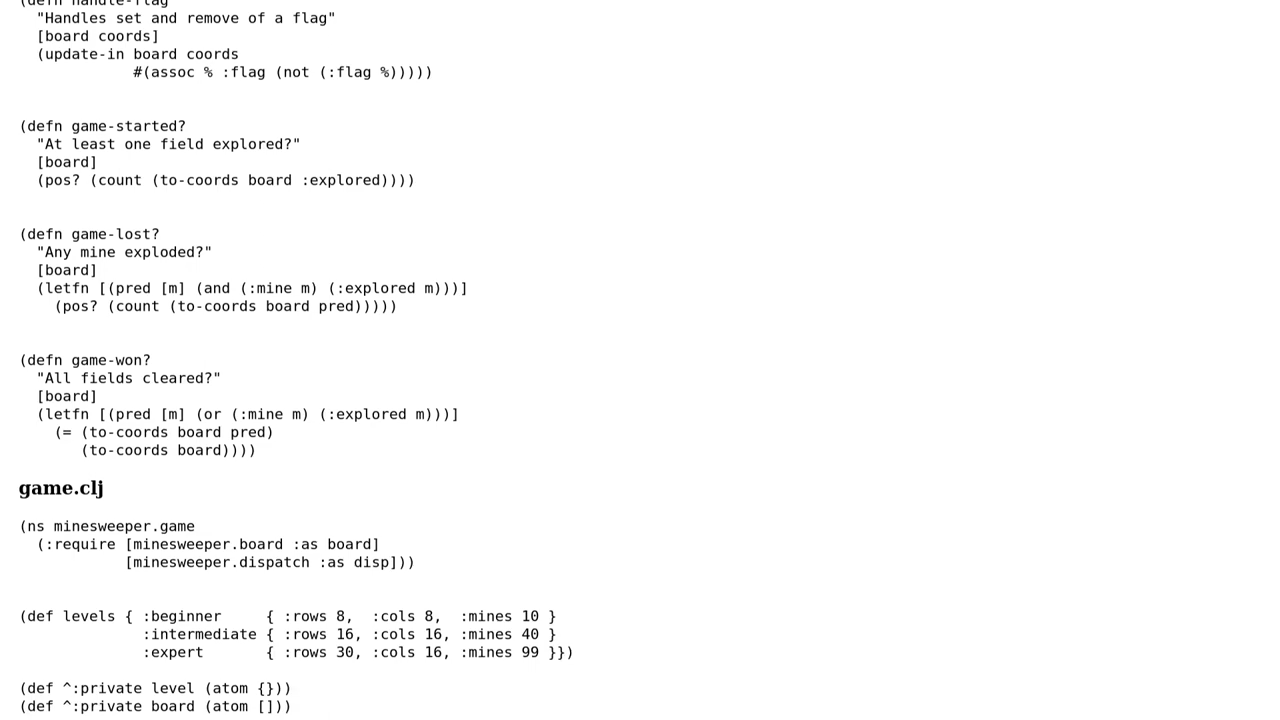 (defn handle-flag
  "Handles set and remove of a flag"
  [board coords]
  (update-in board coords
             #(assoc % :flag (not (:flag %)))))
(defn game-started?
  "At least one field explored?"
  [board]
  (pos? (count (to-coords board :explored))))
(defn game-lost?
  "Any mine exploded?"
  [board]
  (letfn [(pred [m] (and (:mine m) (:explored m)))]
    (pos? (count (to-coords board pred)))))
(defn game-won?
  "All fields cleared?"
  [board]
  (letfn [(pred [m] (or (:mine m) (:explored m)))]
    (= (to-coords board pred)
       (to-coords board))))
game.clj
(ns minesweeper.game
  (:require [minesweeper.board :as board]
            [minesweeper.dispatch :as disp]))
(def levels { :beginner     { :rows 8,  :cols 8,  :mines 10 }
              :intermediate { :rows 16, :cols 16, :mines 40 }
              :expert       { :rows 30, :cols 16, :mines 99 }})
(def ^:private level (atom {}))
(def ^:private board (atom []))